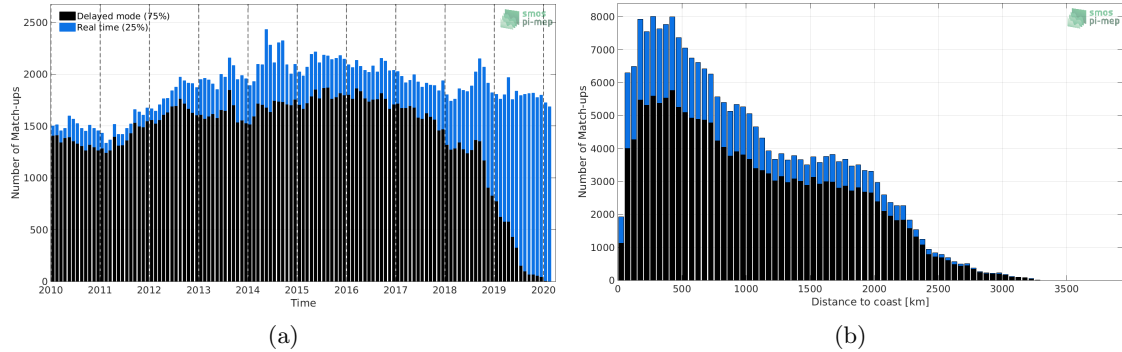 smos
pi-mep
Delayed mode (75%)
Real time (25%)
Number of Match-ups
2500
2000
1500
1000
500
0
2010 2011 2012 2013 2014 2015 2016 2017 2018 2019 2020
Time
(a)
smos
pi-mep
Number of Match-ups
8000
7000
6000
5000
4000
3000
2000
1000
0
0 500 1000 1500 2000 2500 3000 3500
Distance to coast [km]
(b)